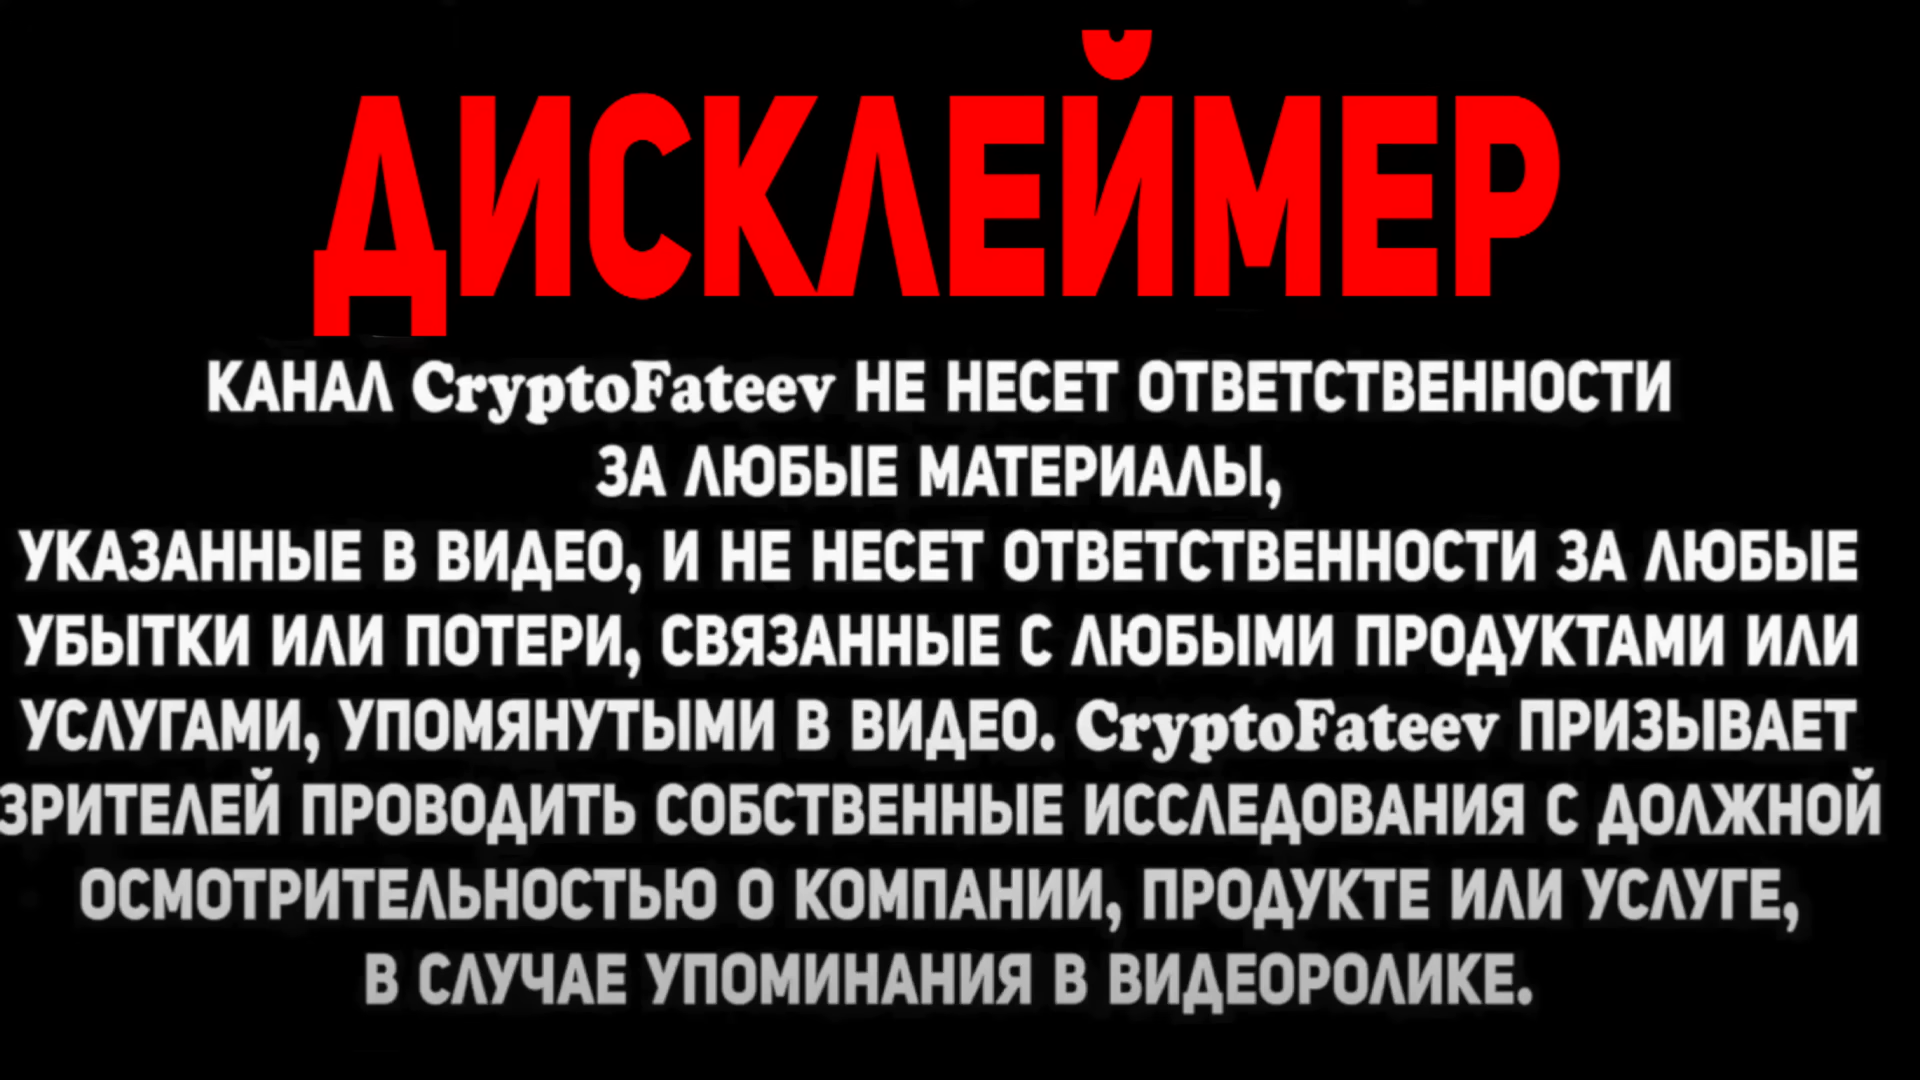 ДИСКЛЕЙМЕР
КАНАЛ CryptoFateev НЕ НЕСЕТ ОТВЕТСТВЕННОСТИ
ЗА ЛЮБЫЕ МАТЕРИАЛЫ,
УКАЗАННЫЕ В ВИДЕО, И НЕ НЕСЕТ ОТВЕТСТВЕННОСТИ ЗА ЛЮБЫЕ
УБЫТКИ ИЛИ ПОТЕРИ, СВЯЗАННЫЕ С ЛЮБЫМИ ПРОДУКТАМИ ИЛИ
УСЛУГАМИ, УПОМЯНУТЫМИ В ВИДЕО. CryptoFateev ПРИЗЫВАЕТ
ЗРИТЕЛЕЙ ПРОВОДИТЬ СОБСТВЕННЫЕ ИССЛЕДОВАНИЯ С ДОЛЖНОЙ
ОСМОТРИТЕЛЬНОСТЬЮ О КОМПАНИИ, ПРОДУКТЕ ИЛИ УСЛУГЕ,
В СЛУЧАЕ УПОМИНАНИЯ В ВИДЕОРОЛИКЕ.